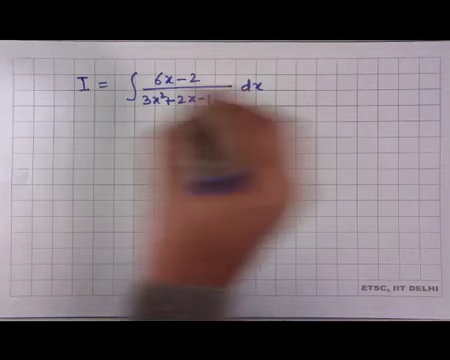 I = ∫ 6x-2 / 3x²+2x-1 dx
ETSC, IIT DELHI